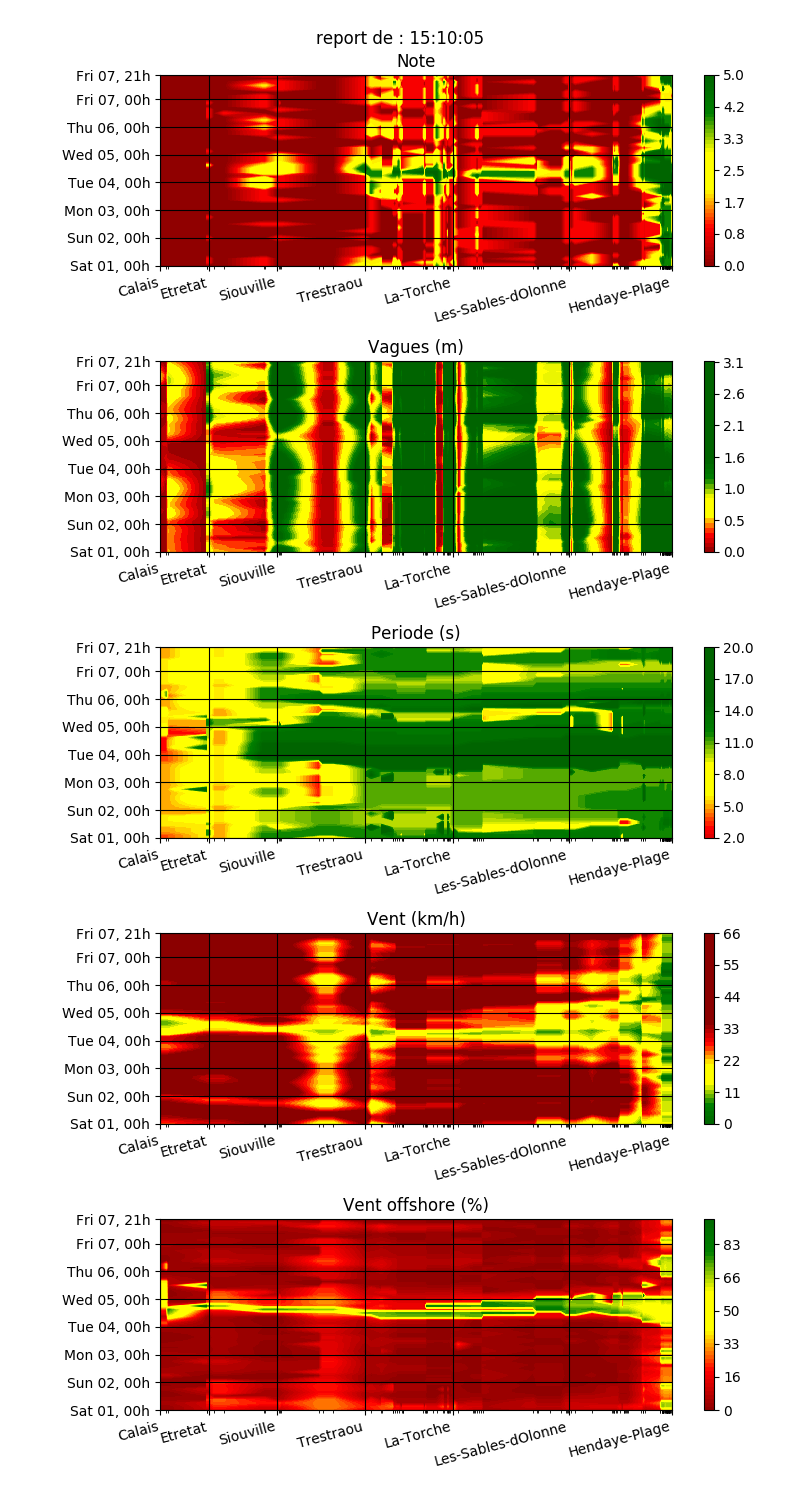 report de : 15:10:05
Note
Fri 07, 21h
Fri 07, 00h
Thu 06, 00h
Wed 05, 00h
Tue 04, 00h
Mon 03, 00h
Sun 02, 00h
Sat 01, 00h
Calais Etretat Siouville Trestraou La-Torche Les-Sables-dOlonne Hendaye-Plage
5.0
4.2
3.3
2.5
1.7
0.8
0.0
Vagues (m)
Fri 07, 21h
Fri 07, 00h
Thu 06, 00h
Wed 05, 00h
Tue 04, 00h
Mon 03, 00h
Sun 02, 00h
Sat 01, 00h
Calais Etretat Siouville Trestraou La-Torche Les-Sables-dOlonne Hendaye-Plage
3.1
2.6
2.1
1.6
1.0
0.5
0.0
Periode (s)
Fri 07, 21h
Fri 07, 00h
Thu 06, 00h
Wed 05, 00h
Tue 04, 00h
Mon 03, 00h
Sun 02, 00h
Sat 01, 00h
Calais Etretat Siouville Trestraou La-Torche Les-Sables-dOlonne Hendaye-Plage
20.0
17.0
14.0
11.0
8.0
5.0
2.0
Vent (km/h)
Fri 07, 21h
Fri 07, 00h
Thu 06, 00h
Wed 05, 00h
Tue 04, 00h
Mon 03, 00h
Sun 02, 00h
Sat 01, 00h
Calais Etretat Siouville Trestraou La-Torche Les-Sables-dOlonne Hendaye-Plage
66
55
44
33
22
11
0
Vent offshore (%)
Fri 07, 21h
Fri 07, 00h
Thu 06, 00h
Wed 05, 00h
Tue 04, 00h
Mon 03, 00h
Sun 02, 00h
Sat 01, 00h
Calais Etretat Siouville Trestraou La-Torche Les-Sables-dOlonne Hendaye-Plage
83
66
50
33
16
0